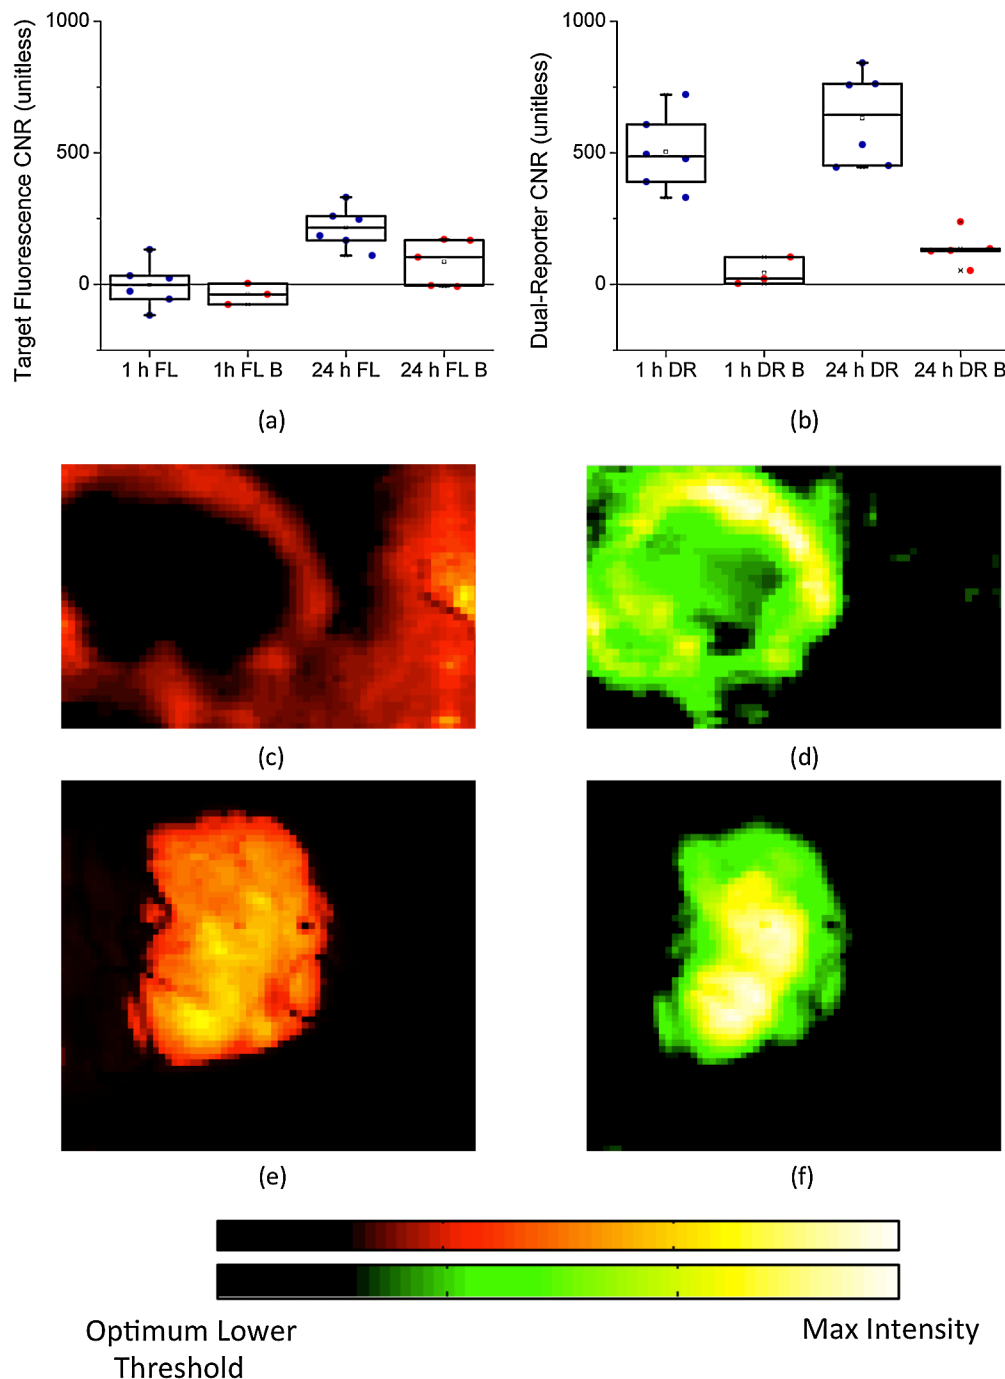 Target Fluorescence CNR (unitless)
1000
500
0
1 h FL
1h FL B
24 h FL
24 h FL B
(a)
Dual-Reporter CNR (unitless)
1000
500
0
1 h DR
1 h DR B
24 h DR
24 h DR B
(b)
(c)
(d)
(e)
(f)
Optimum Lower
Threshold
Max Intensity